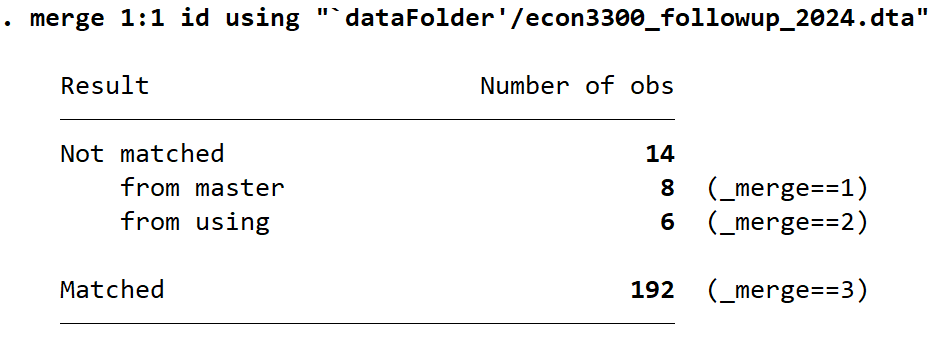 . merge 1:1 id using "`dataFolder'/econ3300_followup_2024.dta"
Result Number of obs
Not matched 14
from master 8 (_merge==1)
from using 6 (_merge==2)
Matched 192 (_merge==3)